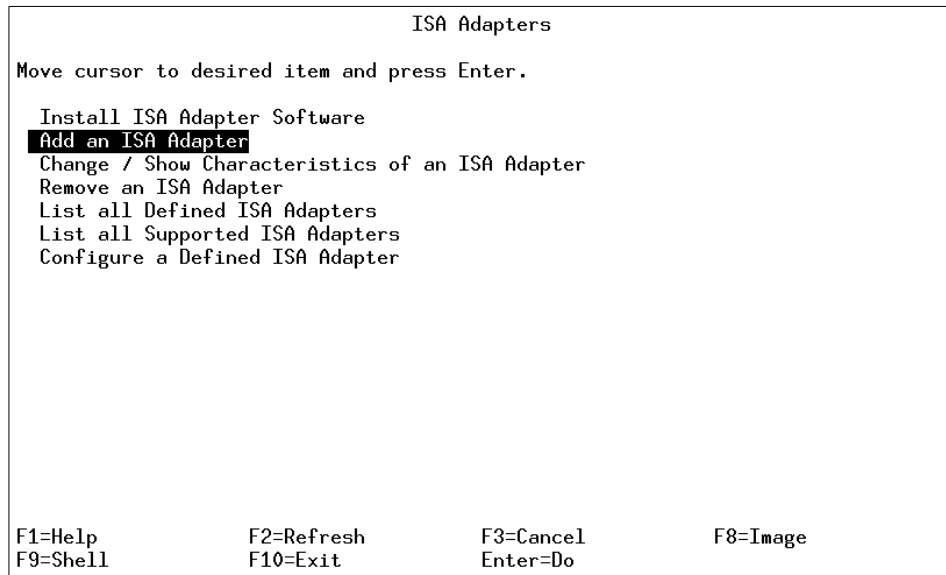 ISA Adapters
Move cursor to desired item and press Enter.
Install ISA Adapter Software
Add an ISA Adapter
Change / Show Characteristics of an ISA Adapter
Remove an ISA Adapter
List all Defined ISA Adapters
List all Supported ISA Adapters
Configure a Defined ISA Adapter
F1=Help F2=Refresh F3=Cancel F8=Image
F9=Shell F10=Exit Enter=Do